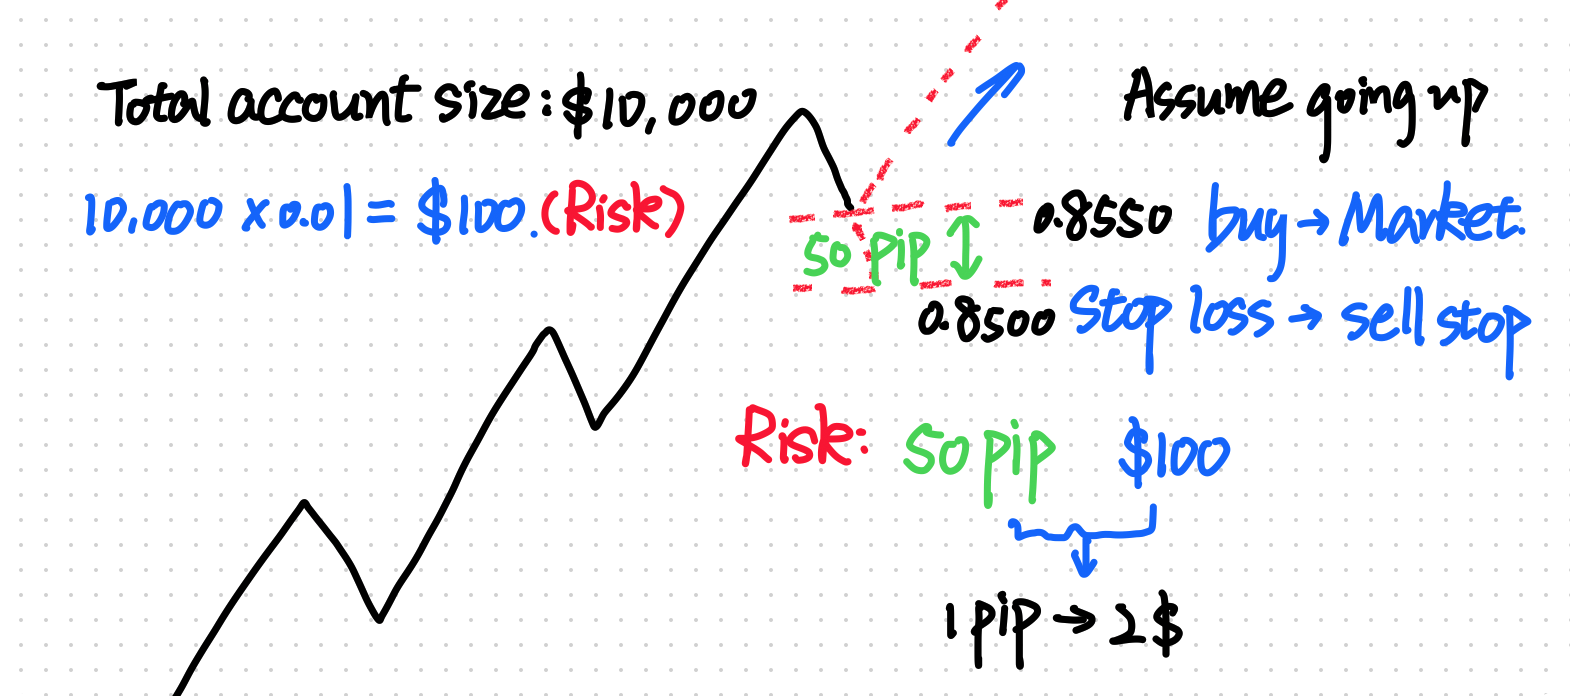 Total account size: $10,000
10,000 x 0.01 = $100. (Risk)
Assume going up
0.8550 buy → Market.
50 pip
0.8500 Stop loss → sell stop
Risk: 50 pip $100
1 pip → 2$